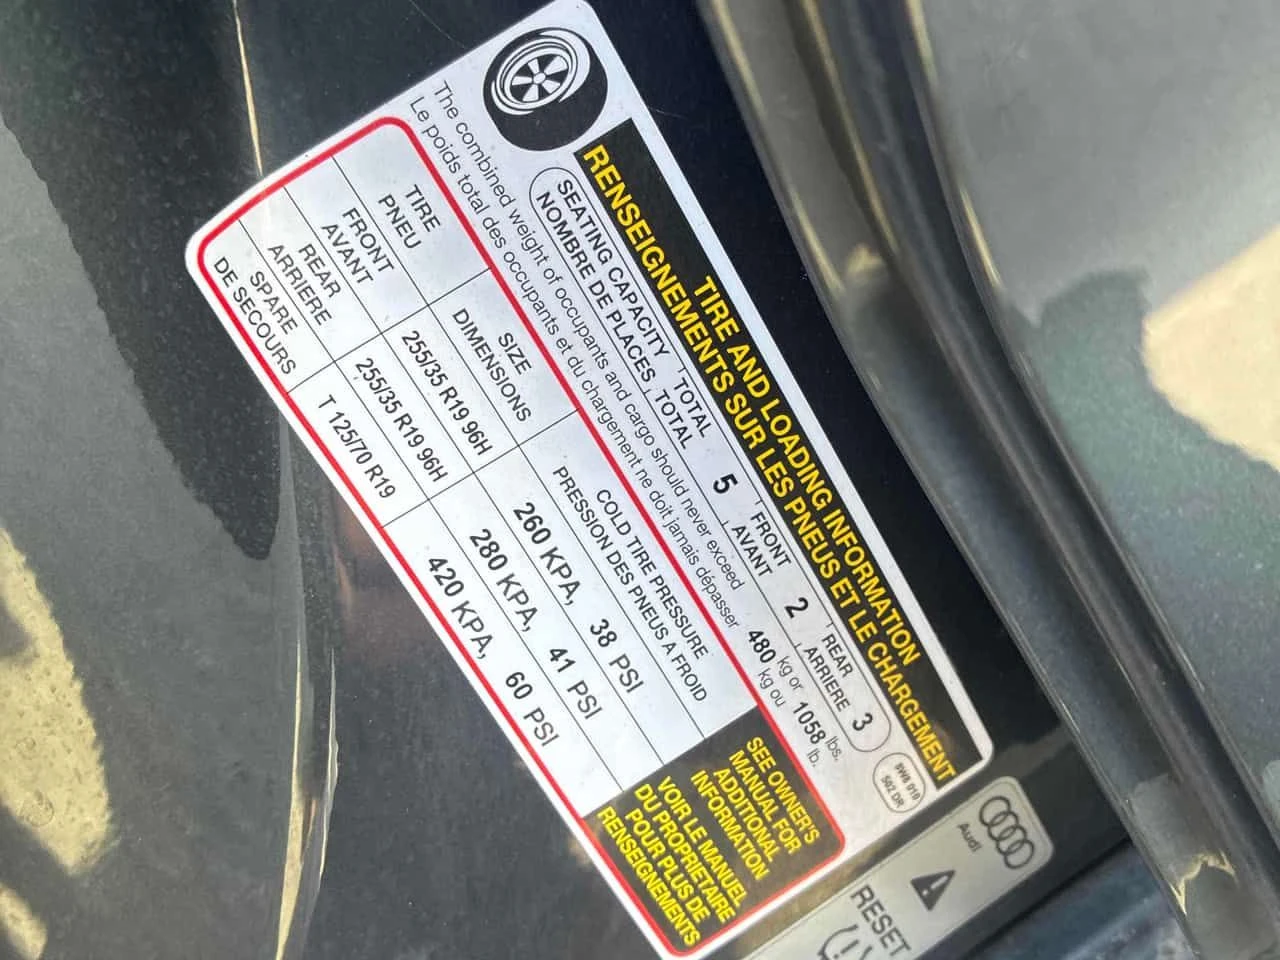 TIRE AND LOADING INFORMATION
RENSEIGNEMENTS SUR LES PNEUS ET LE CHARGEMENT
SEATING CAPACITY TOTAL 5 FRONT 2 REAR 3
NOMBRE DE PLACES TOTAL AVANT ARRIERE
8W8 010
502 DR
The combined weight of occupants and cargo should never exceed 480 kg or 1058 lbs.
Le poids total des occupants et du chargement ne doit jamais dépasser kg ou lb.
TIRE SIZE COLD TIRE PRESSURE
PNEU DIMENSIONS PRESSION DES PNEUS A FROID
FRONT 255/35 R19 96H 260 KPA, 38 PSI
AVANT
REAR 255/35 R19 96H 280 KPA, 41 PSI
ARRIERE
SPARE T 125/70 R19 420 KPA, 60 PSI
DE SECOURS
SEE OWNER'S
MANUAL FOR
ADDITIONAL
INFORMATION
VOIR LE MANUEL
DU PROPRIETAIRE
POUR PLUS DE
RENSEIGNEMENTS
Audi
RESET